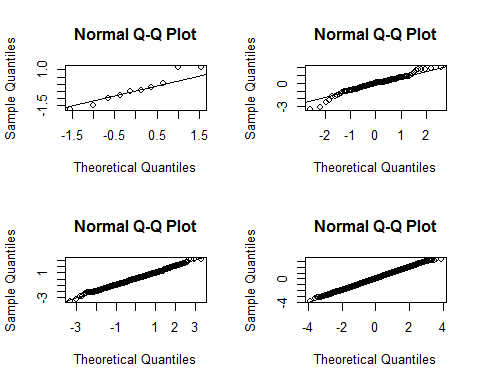 Normal Q-Q Plot
Sample Quantiles
-1.5 1.0
-1.5 -0.5 0.5 1.5
Theoretical Quantiles
Normal Q-Q Plot
Sample Quantiles
-3 0
-2 -1 0 1 2
Theoretical Quantiles
Normal Q-Q Plot
Sample Quantiles
-3 1
-3 -1 1 2 3
Theoretical Quantiles
Normal Q-Q Plot
Sample Quantiles
-4 0
-4 -2 0 2 4
Theoretical Quantiles